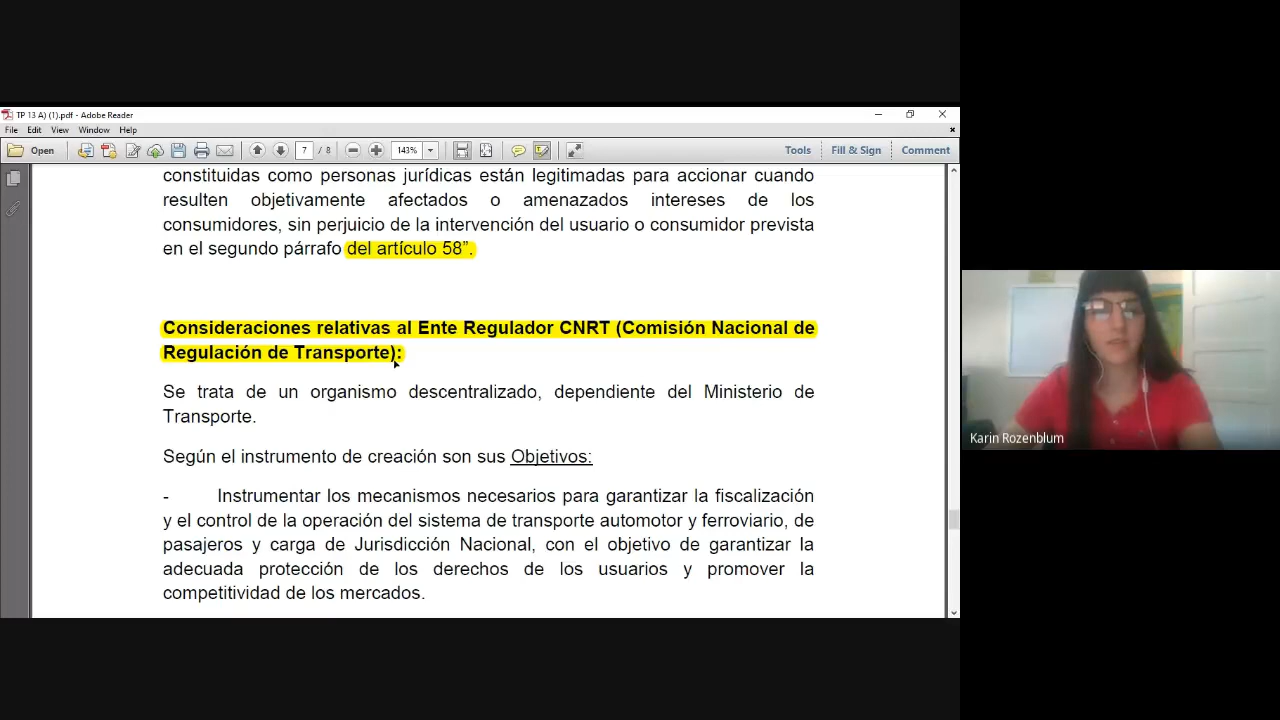 TP 13 A) (1).pdf - Adobe Reader
File Edit View Window Help
Open 7 / 8 143% Tools Fill & Sign Comment
constituidas como personas jurídicas están legitimadas para accionar cuando
resulten objetivamente afectados o amenazados intereses de los
consumidores, sin perjuicio de la intervención del usuario o consumidor prevista
en el segundo párrafo del artículo 58”.
Consideraciones relativas al Ente Regulador CNRT (Comisión Nacional de
Regulación de Transporte):
Se trata de un organismo descentralizado, dependiente del Ministerio de
Transporte.
Según el instrumento de creación son sus Objetivos:
- Instrumentar los mecanismos necesarios para garantizar la fiscalización
y el control de la operación del sistema de transporte automotor y ferroviario, de
pasajeros y carga de Jurisdicción Nacional, con el objetivo de garantizar la
adecuada protección de los derechos de los usuarios y promover la
competitividad de los mercados.
Karin Rozenblum